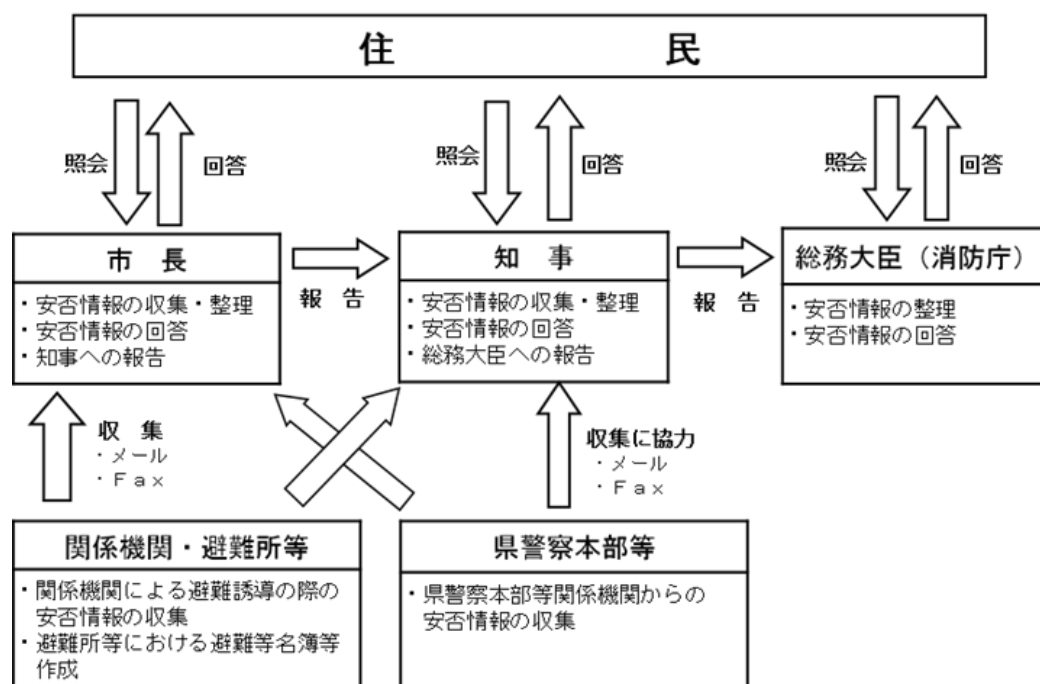 住 民
照会
回答
照会
回答
照会
回答
市 長
・安否情報の収集・整理
・安否情報の回答
・知事への報告
報 告
知 事
・安否情報の収集・整理
・安否情報の回答
・総務大臣への報告
報 告
総務大臣（消防庁）
・安否情報の整理
・安否情報の回答
収 集
・メール
・Ｆａｘ
収集に協力
・メール
・Ｆａｘ
関係機関・避難所等
・関係機関による避難誘導の際の
安否情報の収集
・避難所等における避難等名簿等
作成
県警察本部等
・県警察本部等関係機関からの
安否情報の収集